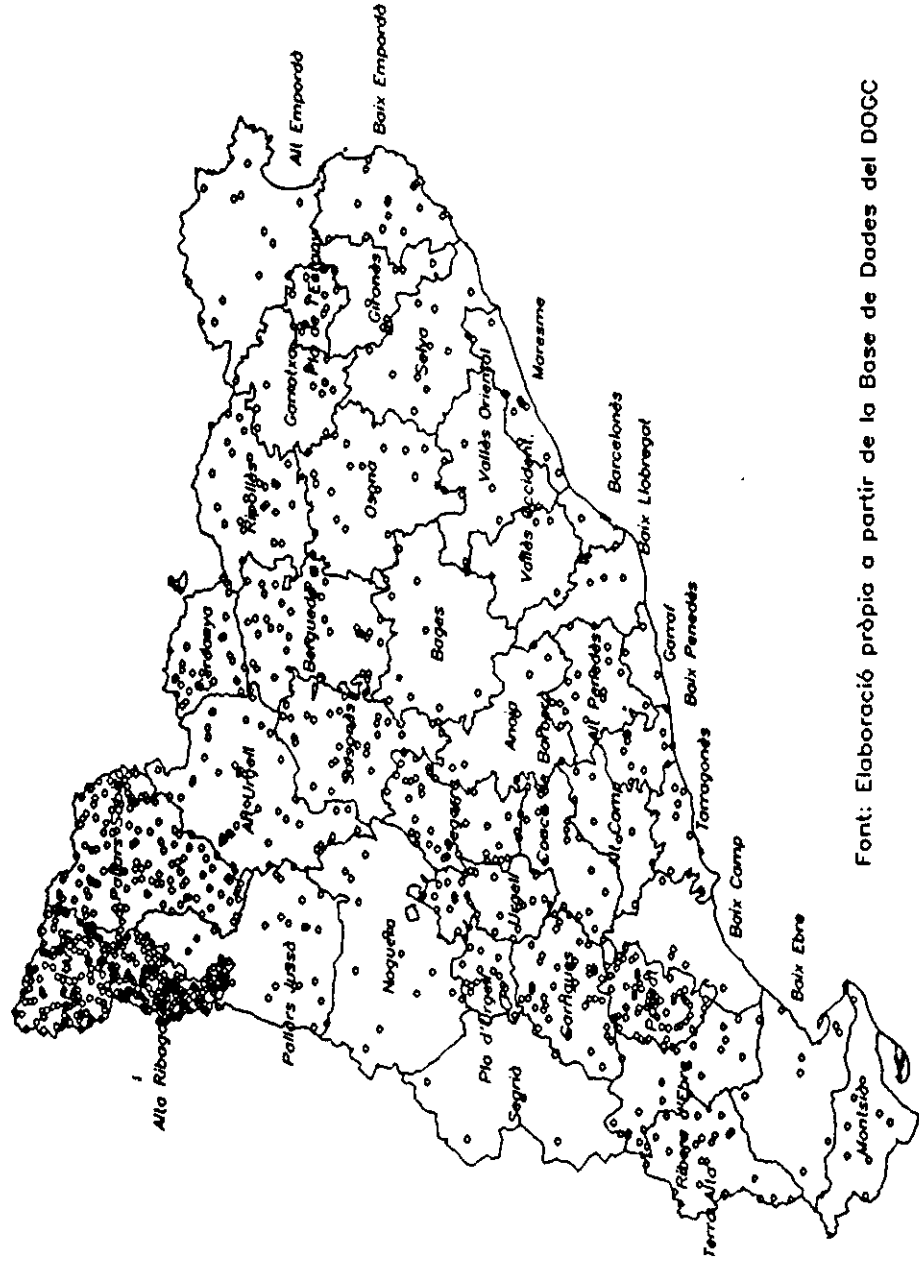 Alt Empordà
Baix Empordà
Pla de l'Estany
Garrotxa
Gironès
Selva
Ripollès
Osona
Vallès Oriental
Maresme
Vallès Occident.
Barcelonès
Baix Llobregat
Cerdanya
Berguedà
Bages
Anoia
Alt Penedès
Garraf
Baix Penedès
Solsonès
Alt Urgell
Segarra
Conca de Barberà
Alt Camp
Tarragonès
Pallars Sobirà
Alta Ribagorça
Pallars Jussà
Noguera
Urgell
Pla d'Urgell
Segrià
Garrigues
Baix Camp
Priorat
Ribera d'Ebre
Terra Alta
Baix Ebre
Montsià
Font: Elaboració pròpia a partir de la Base de Dades del DOGC